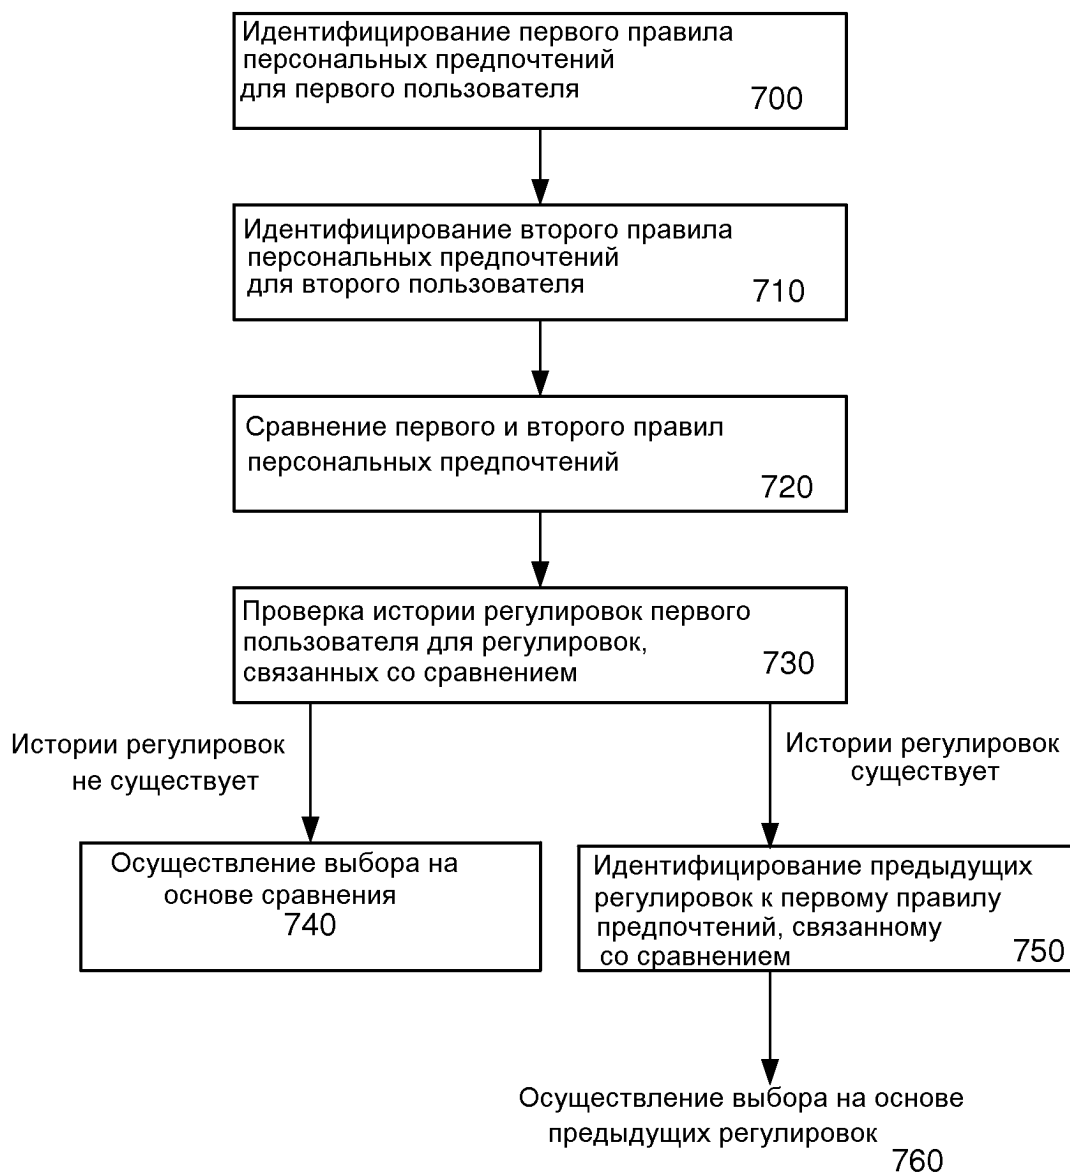 Идентифицирование первого правила
персональных предпочтений
для первого пользователя
700
Идентифицирование второго правила
персональных предпочтений
для второго пользователя
710
Сравнение первого и второго правил
персональных предпочтений
720
Проверка истории регулировок первого
пользователя для регулировок,
связанных со сравнением
730
Истории регулировок
не существует
Истории регулировок
существует
Осуществление выбора на
основе сравнения
740
Идентифицирование предыдущих
регулировок к первому правилу
предпочтений, связанному
со сравнением
750
Осуществление выбора на основе
предыдущих регулировок
760